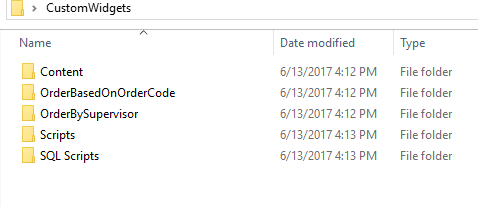 CustomWidgets
Name Date modified Type
Content 6/13/2017 4:12 PM File folder
OrderBasedOnOrderCode 6/13/2017 4:12 PM File folder
OrderBySupervisor 6/13/2017 4:12 PM File folder
Scripts 6/13/2017 4:13 PM File folder
SQL Scripts 6/13/2017 4:13 PM File folder